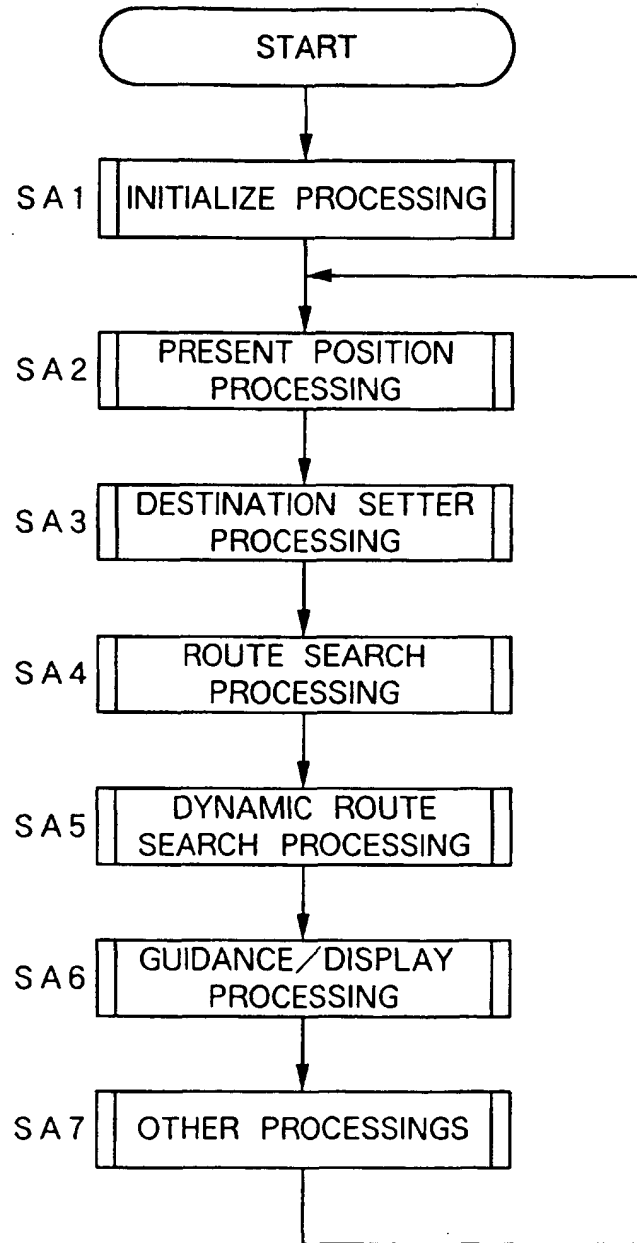 START
SA1 INITIALIZE PROCESSING
SA2 PRESENT POSITION
PROCESSING
SA3 DESTINATION SETTER
PROCESSING
SA4 ROUTE SEARCH
PROCESSING
SA5 DYNAMIC ROUTE
SEARCH PROCESSING
SA6 GUIDANCE/DISPLAY
PROCESSING
SA7 OTHER PROCESSINGS